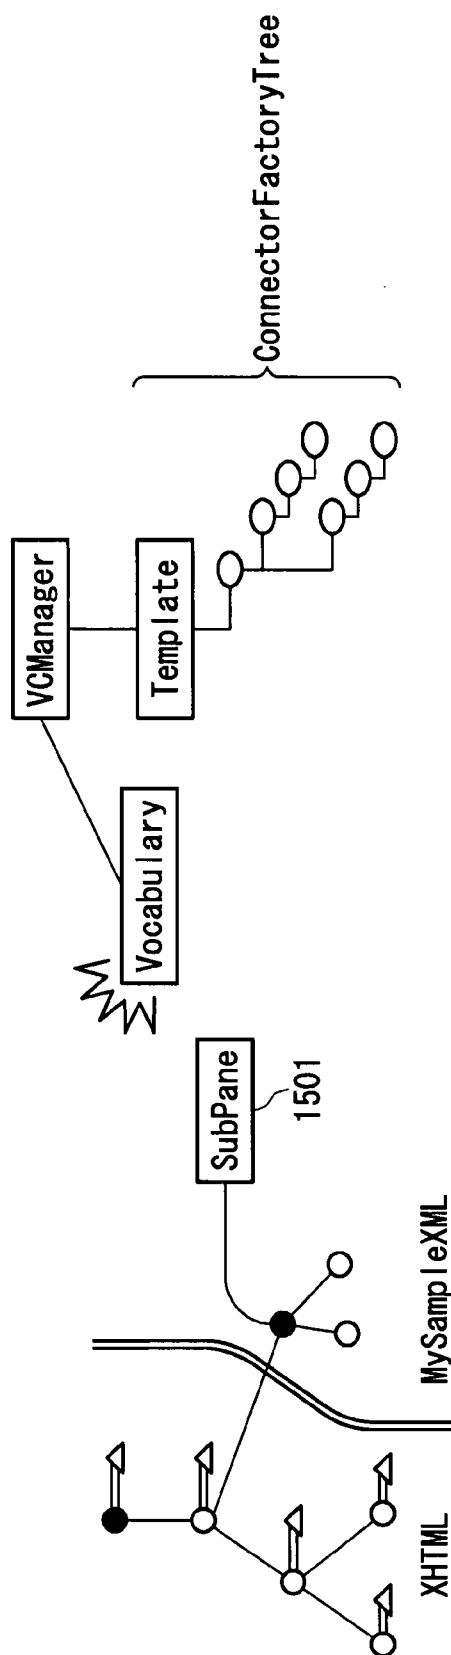 VCManager
Template
ConnectorFactoryTree
Vocabulary
SubPane
1501
XHTML
MySampleXML